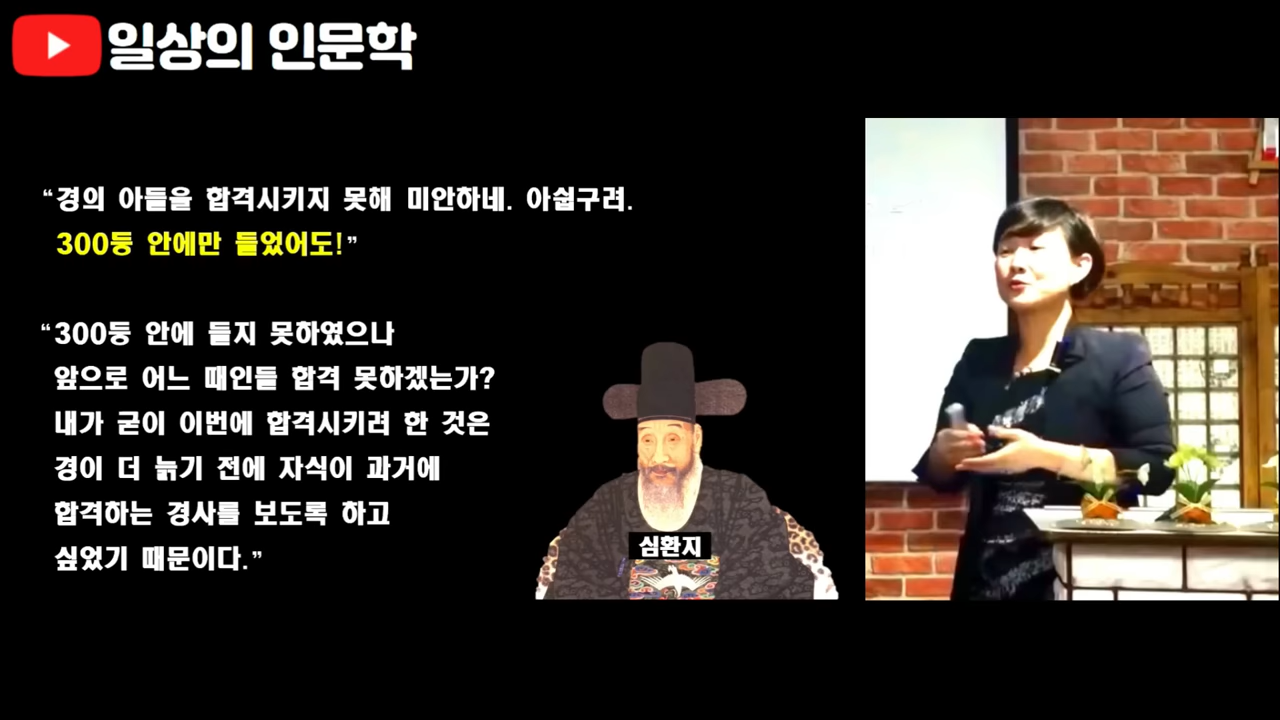 일상의 인문학
“경의 아들을 합격시키지 못해 미안하네. 아쉽구려.
300등 안에만 들었어도!”
“300등 안에 들지 못하였으나
앞으로 어느 때인들 합격 못하겠는가?
내가 굳이 이번에 합격시키려 한 것은
경이 더 늙기 전에 자식이 과거에
합격하는 경사를 보도록 하고
싶었기 때문이다.”
심환지